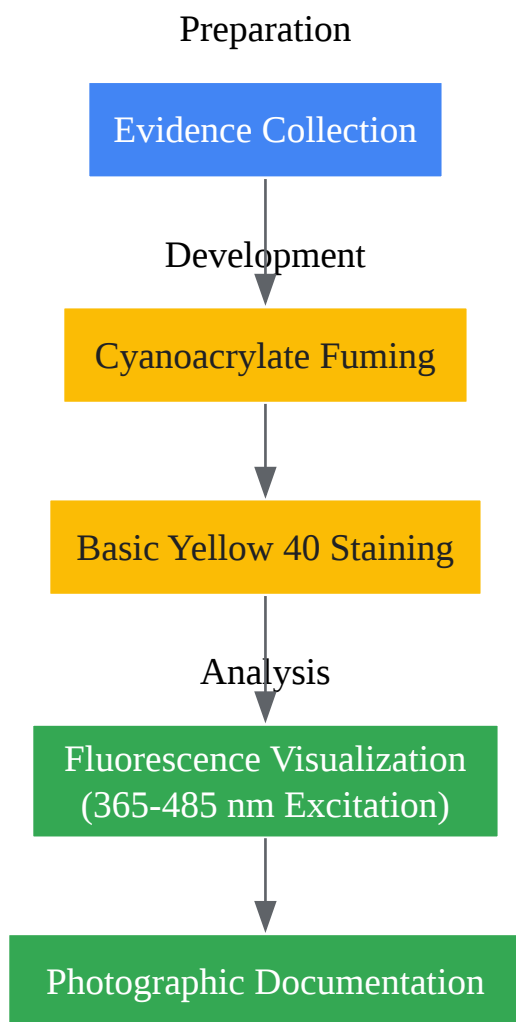 Preparation
Evidence Collection
Development
Cyanoacrylate Fuming
Basic Yellow 40 Staining
Analysis
Fluorescence Visualization
(365-485 nm Excitation)
Photographic Documentation